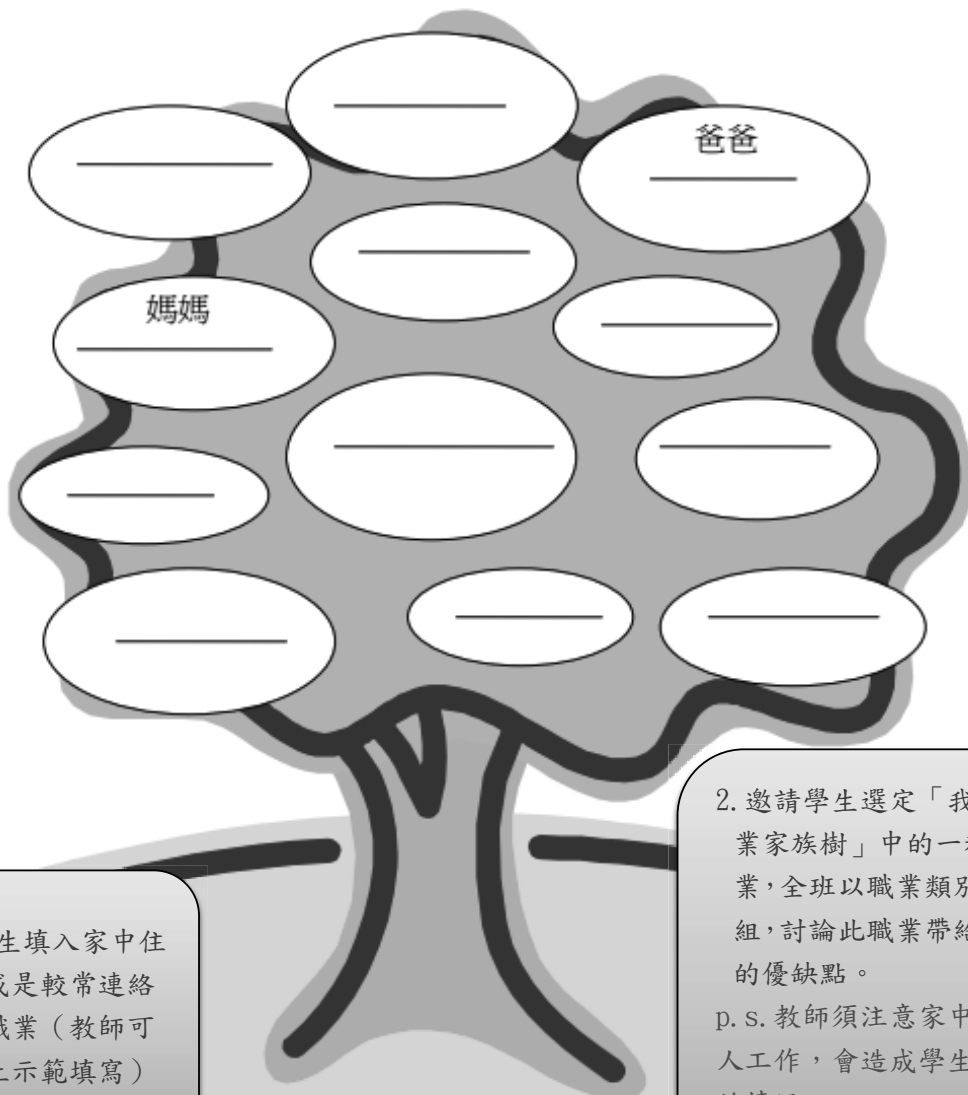 爸爸
媽媽
生填入家中住
是較常連絡
業（教師可
示範填寫）
2.邀請學生選定「我
業家族樹」中的一
業，全班以職業類別
組，討論此職業帶給
的優缺點。
p.s.教師須注意家中
人工作，會造成學生